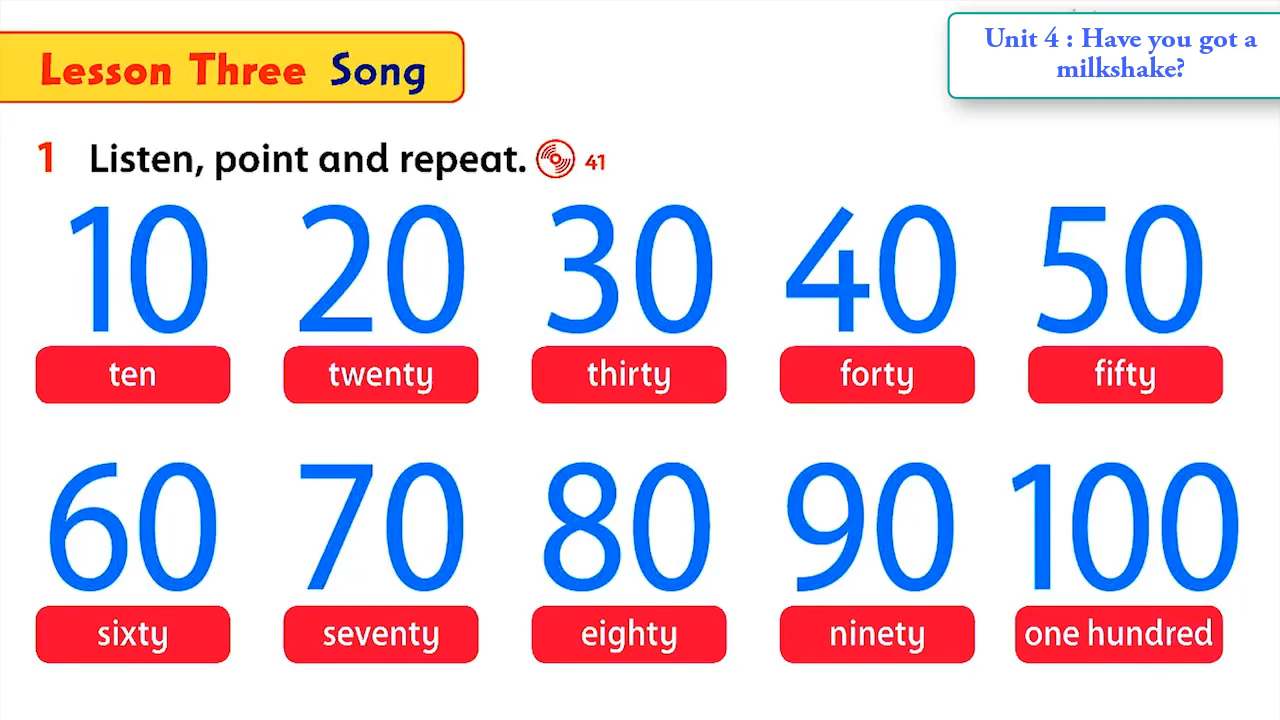 Unit 4 : Have you got a
milkshake?
Lesson Three Song
1 Listen, point and repeat. 41
10 20 30 40 50
ten twenty thirty forty fifty
60 70 80 90 100
sixty seventy eighty ninety one hundred